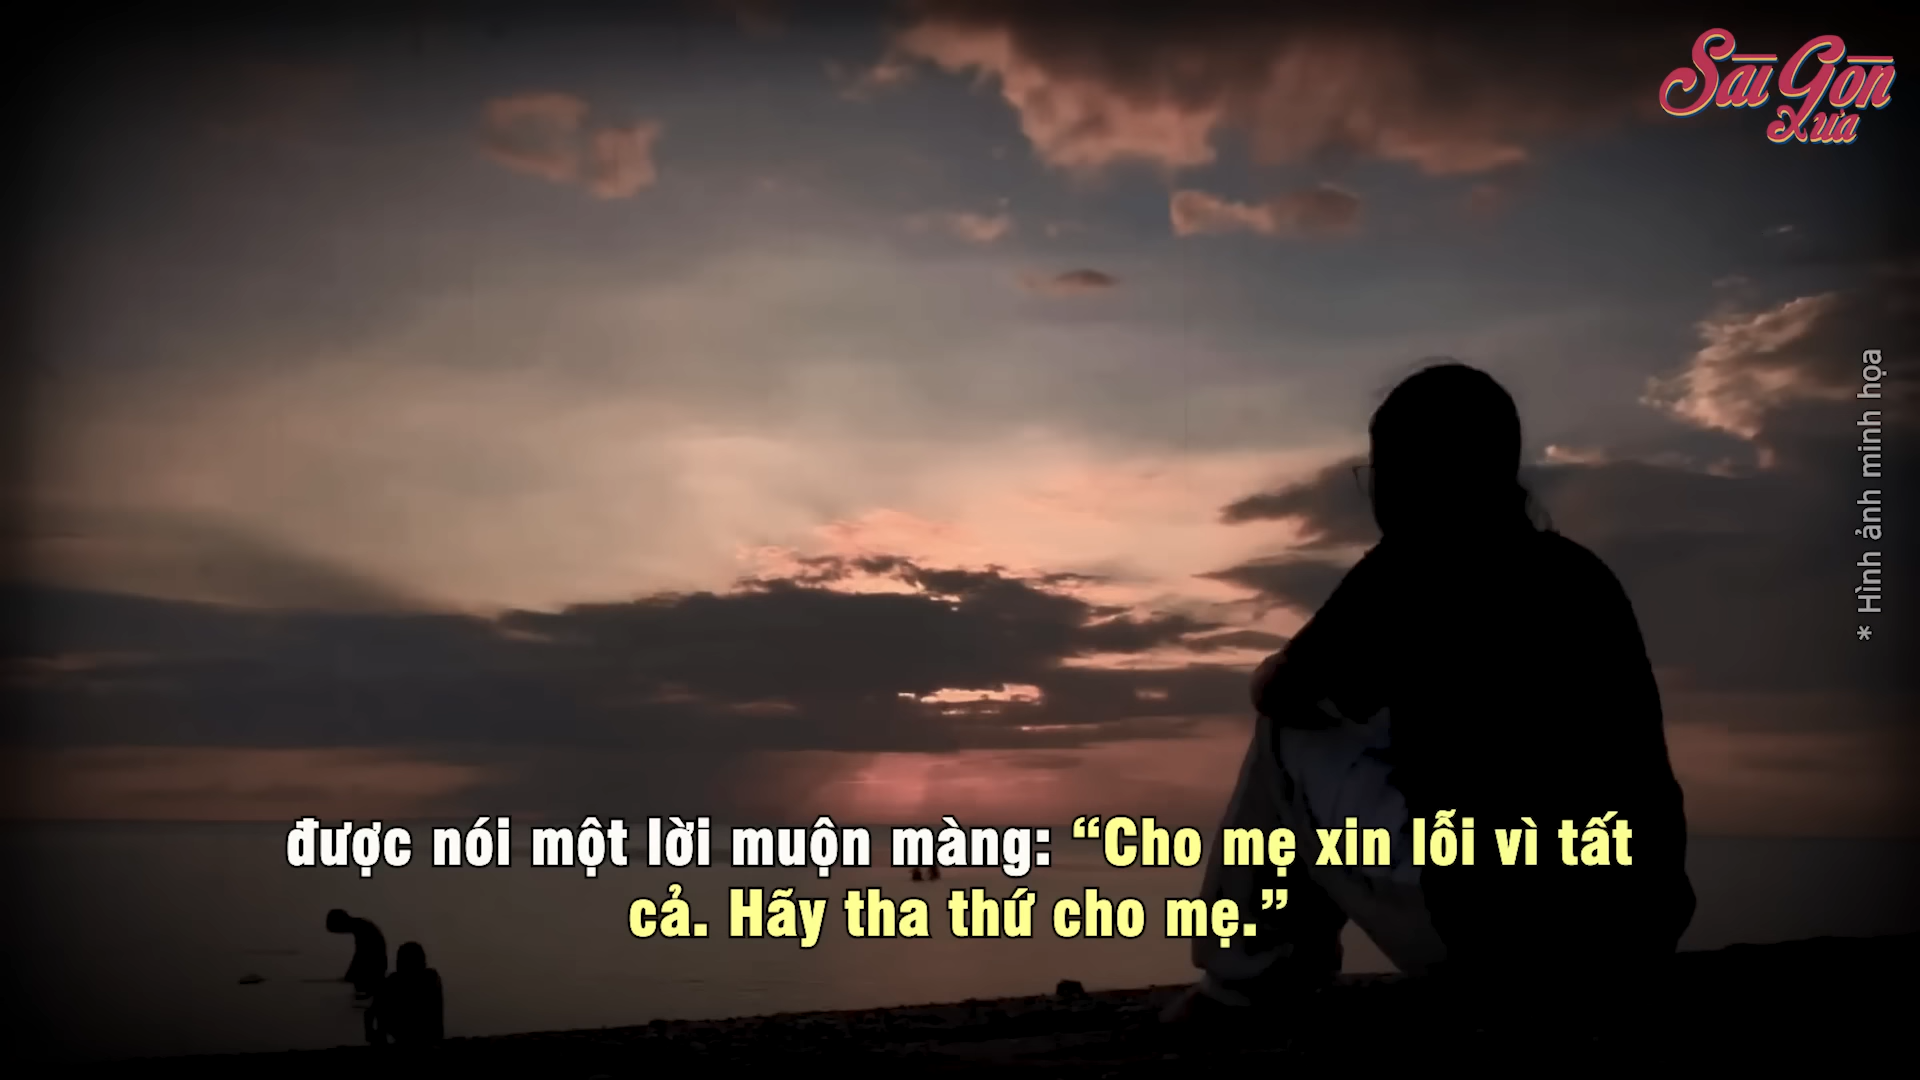 Sài Gòn
Xưa
* Hình ảnh minh họa
được nói một lời muộn màng: “Cho mẹ xin lỗi vì tất
cả. Hãy tha thứ cho mẹ.”